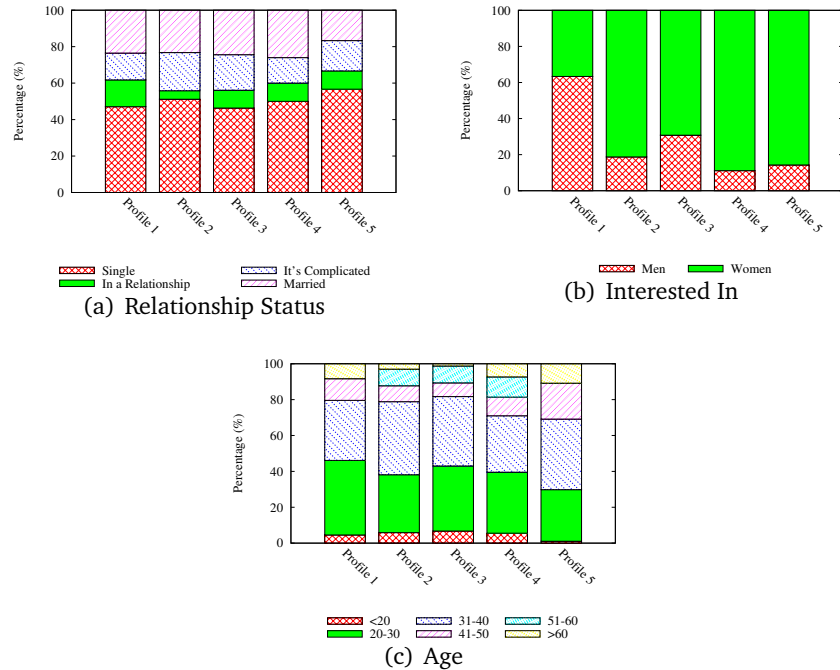 100
80
60
40
20
0
Percentage (%)
Profile 1
Profile 2
Profile 3
Profile 4
Profile 5
Single
In a Relationship
It's Complicated
Married
(a) Relationship Status
100
80
60
40
20
0
Percentage (%)
Profile 1
Profile 2
Profile 3
Profile 4
Profile 5
Men
Women
(b) Interested In
100
80
60
40
20
0
Percentage (%)
Profile 1
Profile 2
Profile 3
Profile 4
Profile 5
<20
20-30
31-40
41-50
51-60
>60
(c) Age